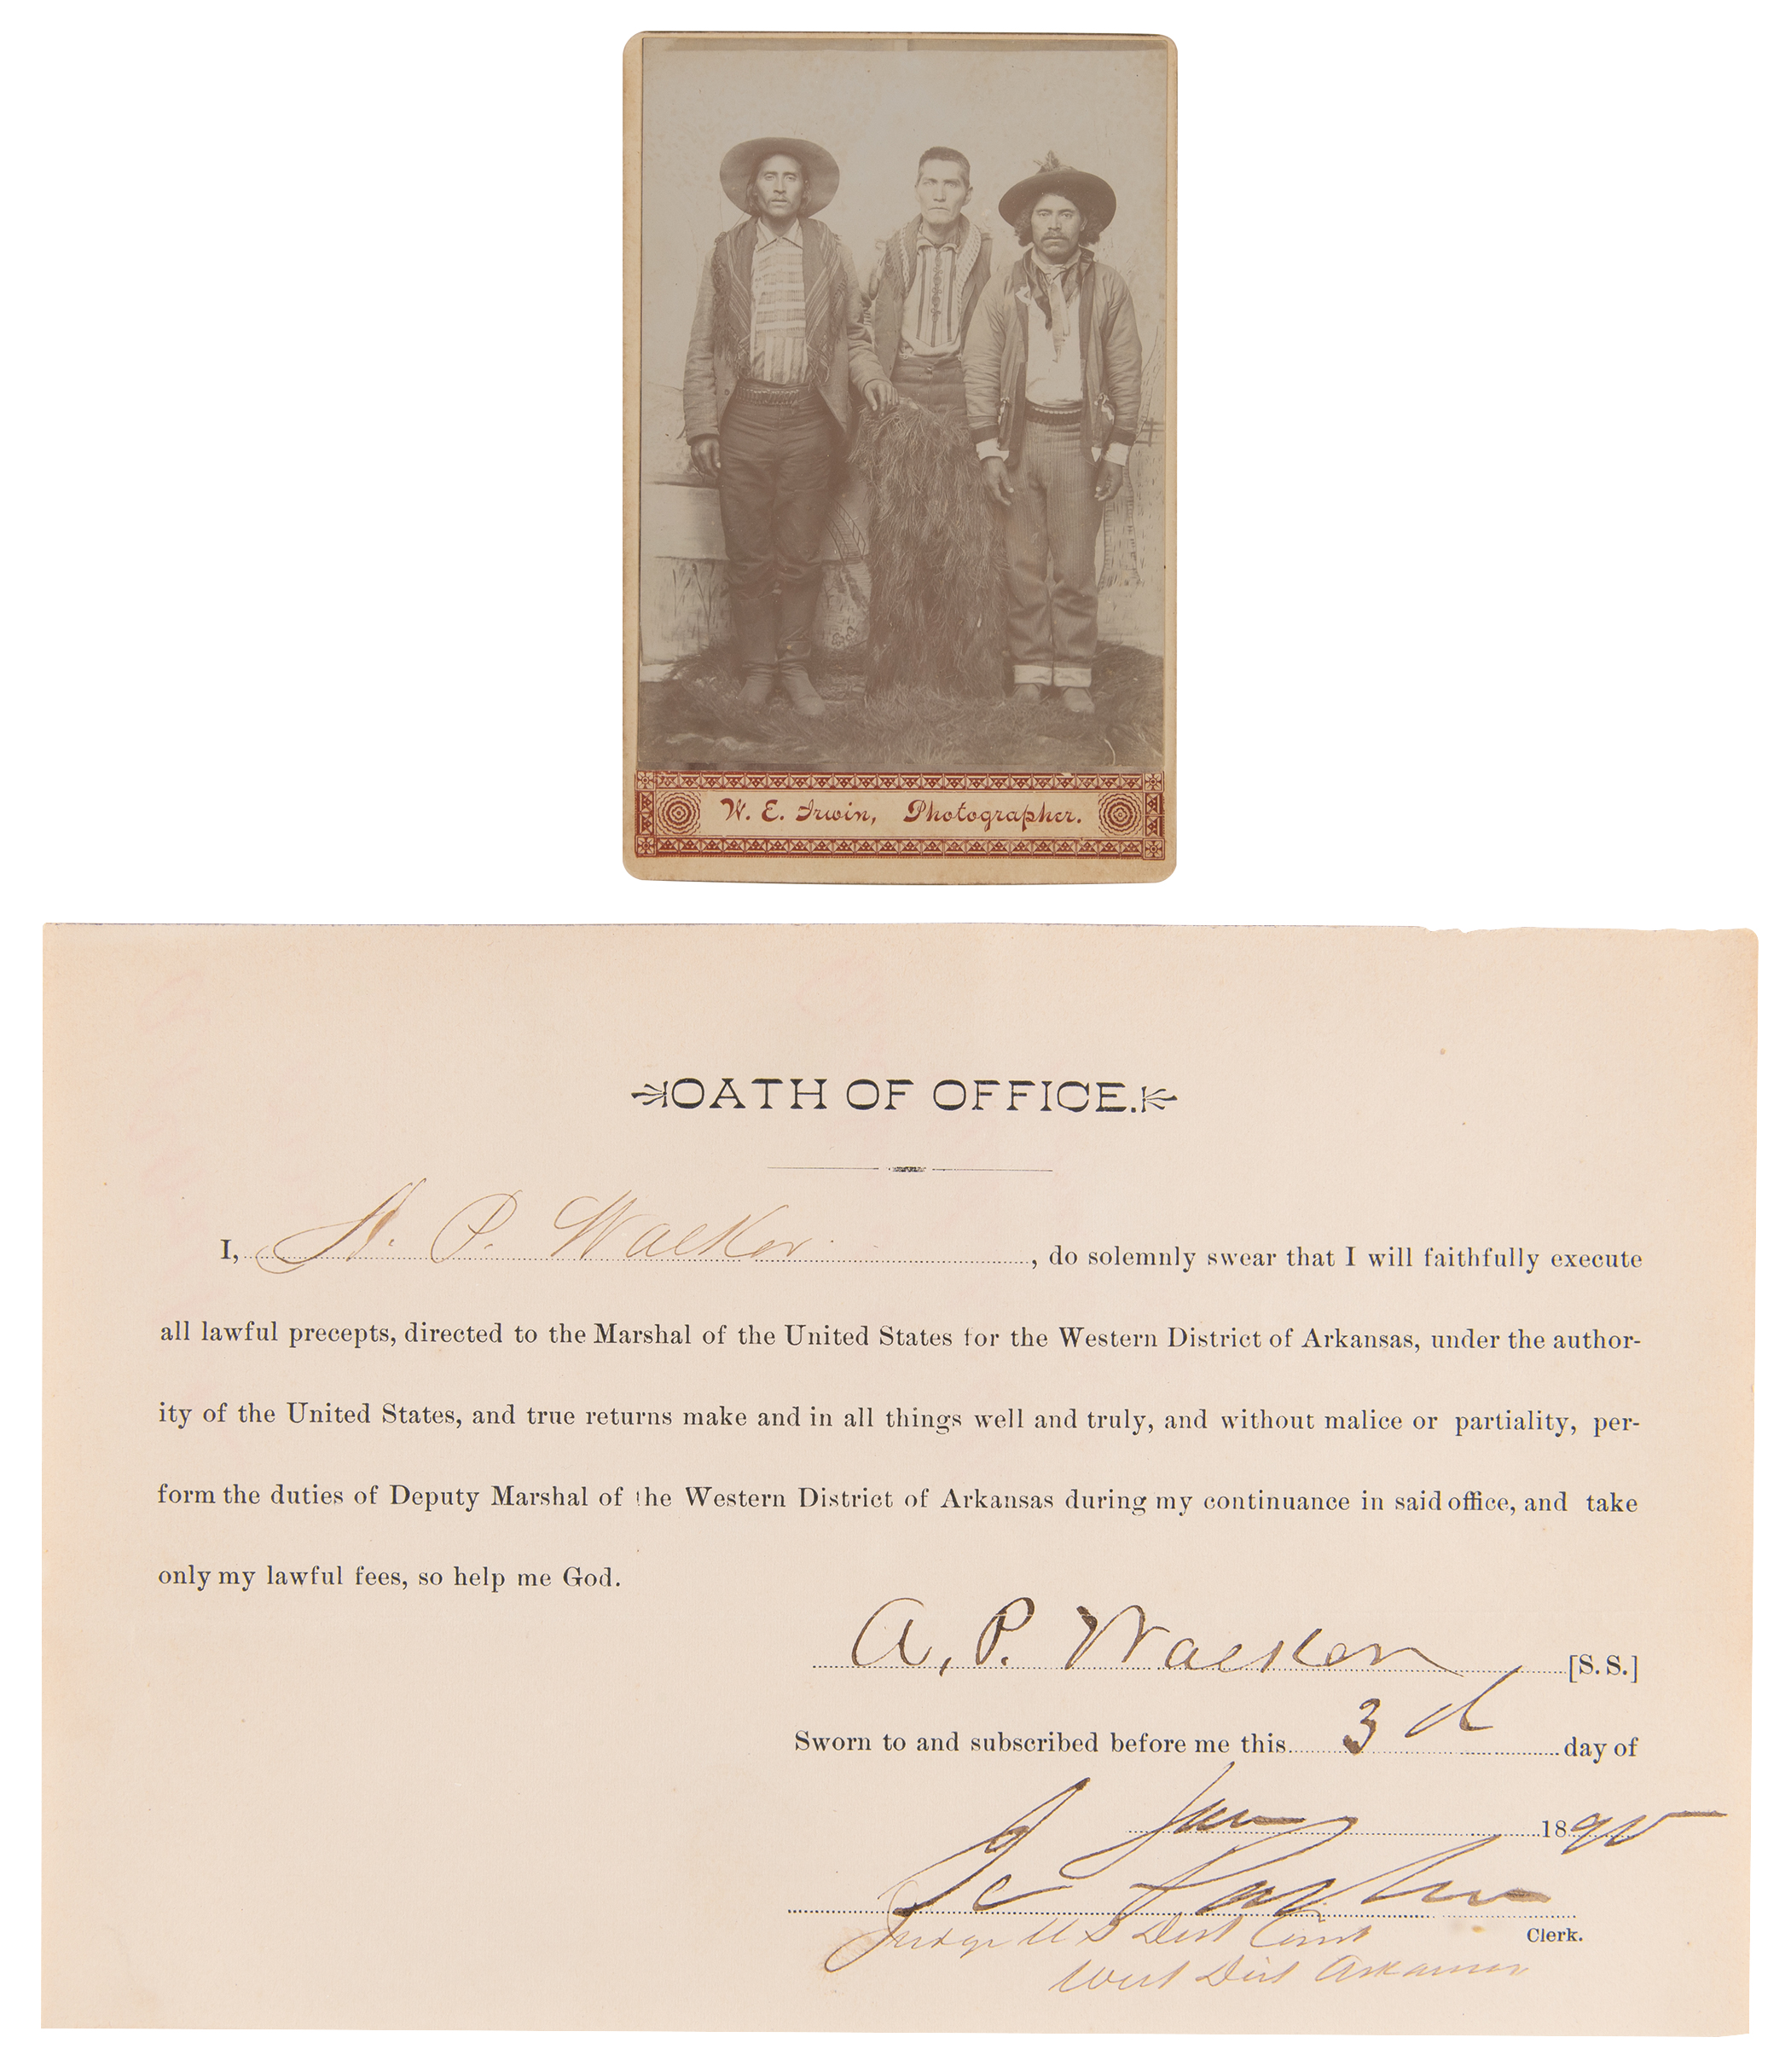 W. E. Irwin, Photographer.
OATH OF OFFICE.
I, A. P. Walker, do solemnly swear that I will faithfully execute
all lawful precepts, directed to the Marshal of the United States for the Western District of Arkansas, under the author-
ity of the United States, and true returns make and in all things well and truly, and without malice or partiality, per-
form the duties of Deputy Marshal of the Western District of Arkansas during my continuance in said office, and take
only my lawful fees, so help me God.
A. P. Walker [S. S.]
Sworn to and subscribed before me this 3d day of
1895
I C Parker
Clerk.
Judge U S Dist Court
West Dist Arkansas